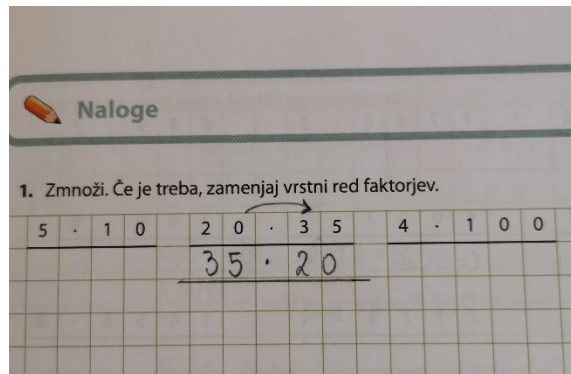 Naloge
1. Zmnoži. Če je treba, zamenjaj vrstni red faktorjev.
5 · 10 20 · 35 4 · 100
35 · 20